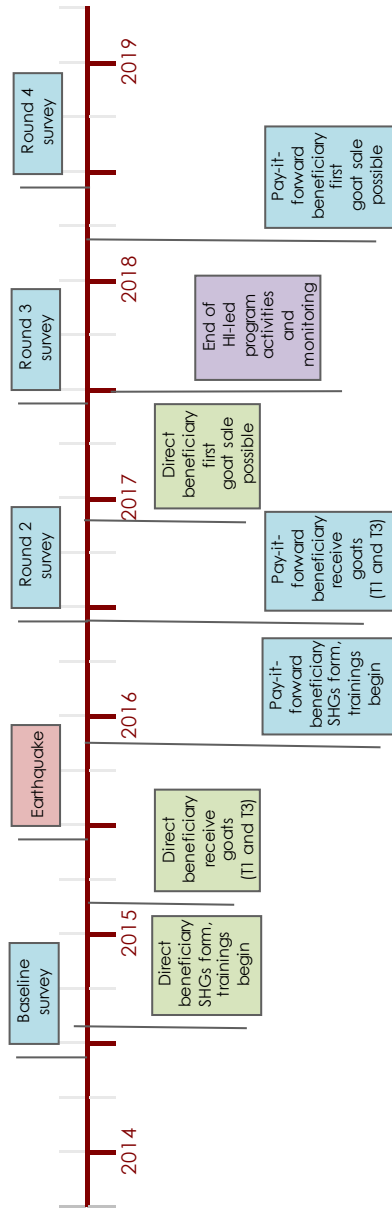 Baseline
survey
Earthquake
Round 2
survey
Round 3
survey
Round 4
survey
2014
2015
2016
2017
2018
2019
Direct
beneficiary
SHGs form,
trainings
begin
Direct
beneficiary
receive
goats
(T1 and T3)
Direct
beneficiary
first
goat sale
possible
End of
HI-led
program
activities
and
monitoring
Pay-it-
forward
beneficiary
SHGs form,
trainings
begin
Pay-it-
forward
beneficiary
receive
goats
(T1 and T3)
Pay-it-
forward
beneficiary
first
goat sale
possible